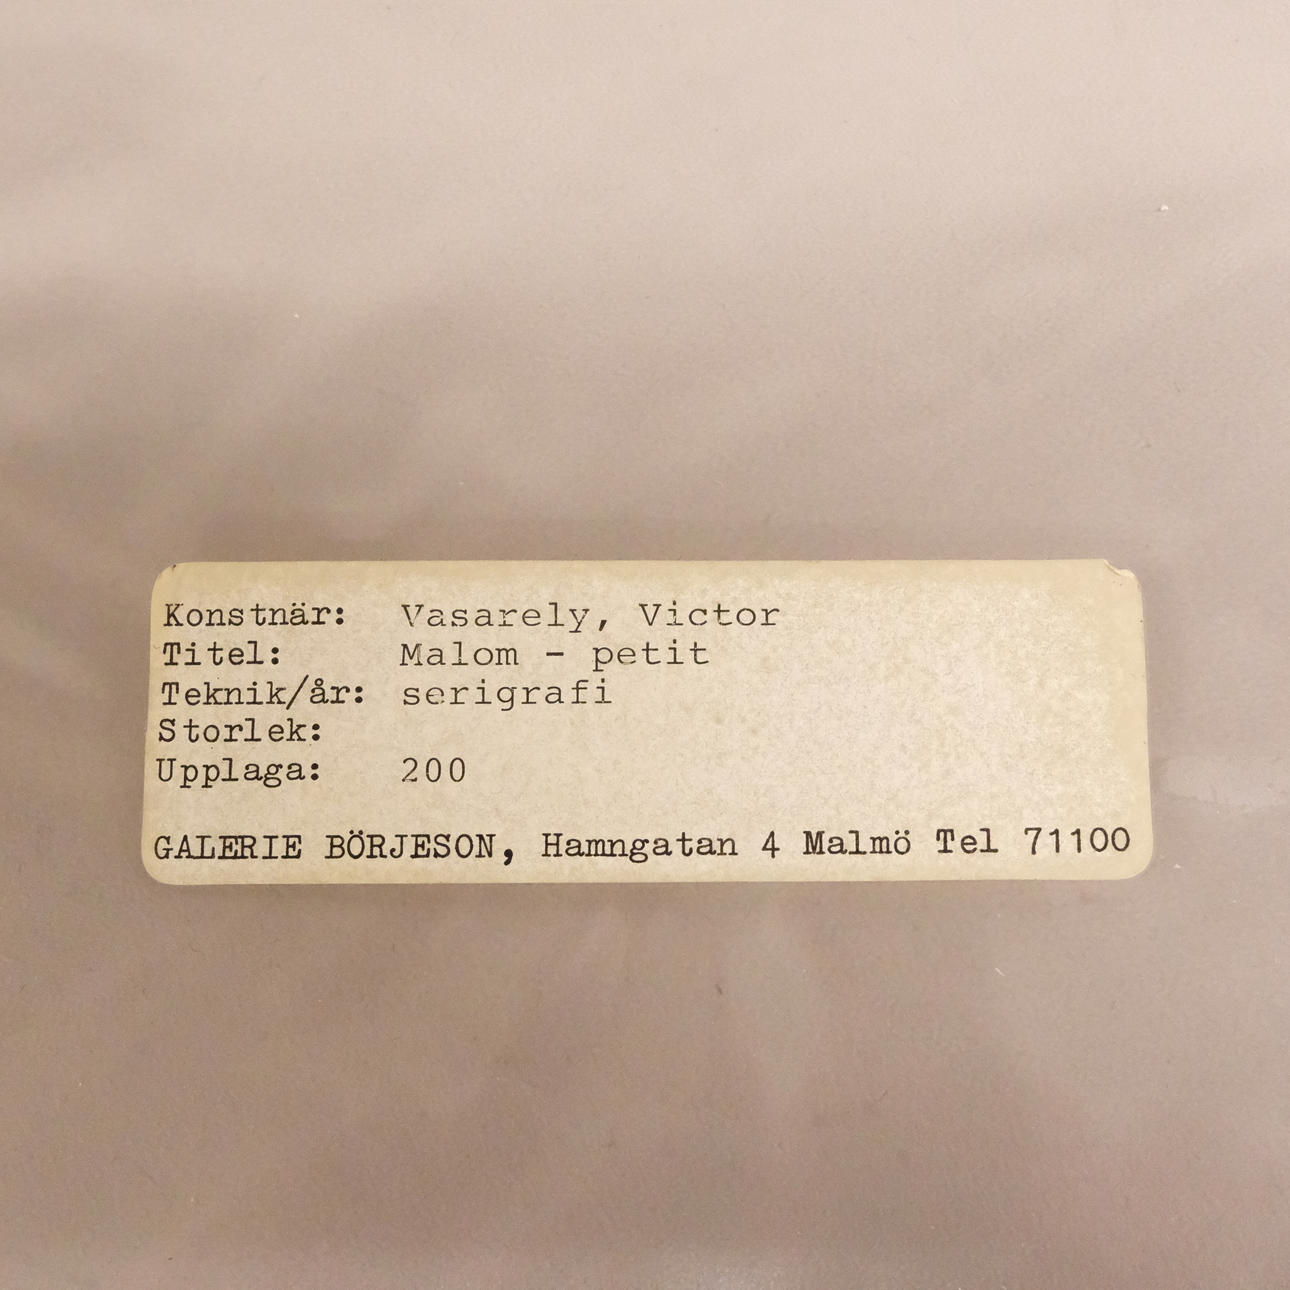 Konstnär: Vasarely, Victor
Titel: Malom - petit
Teknik/år: serigrafi
Storlek:
Upplaga: 200
GALERIE BÖRJESON, Hamngatan 4 Malmö Tel 71100